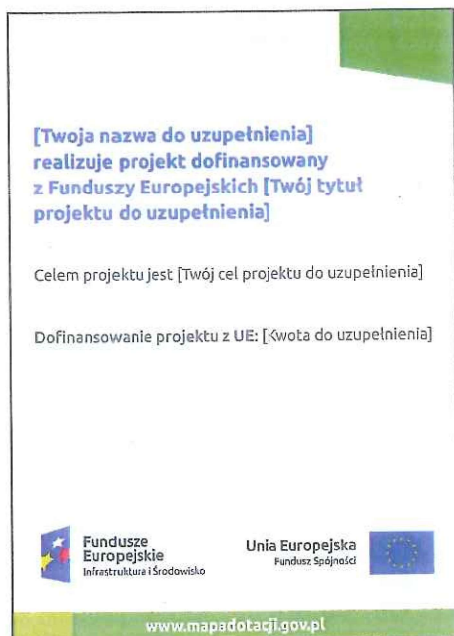 [Twoja nazwa do uzupełnienia]
realizuje projekt dofinansowany
z Funduszy Europejskich [Twój tytuł
projektu do uzupełnienia]
Celem projektu jest [Twój cel projektu do uzupełnienia]
Dofinansowanie projektu z UE: [Kwota do uzupełnienia]
Fundusze
Europejskie
Infrastruktura i Środowisko
Unia Europejska
Fundusz Spójności
www.mapadotacji.gov.pl